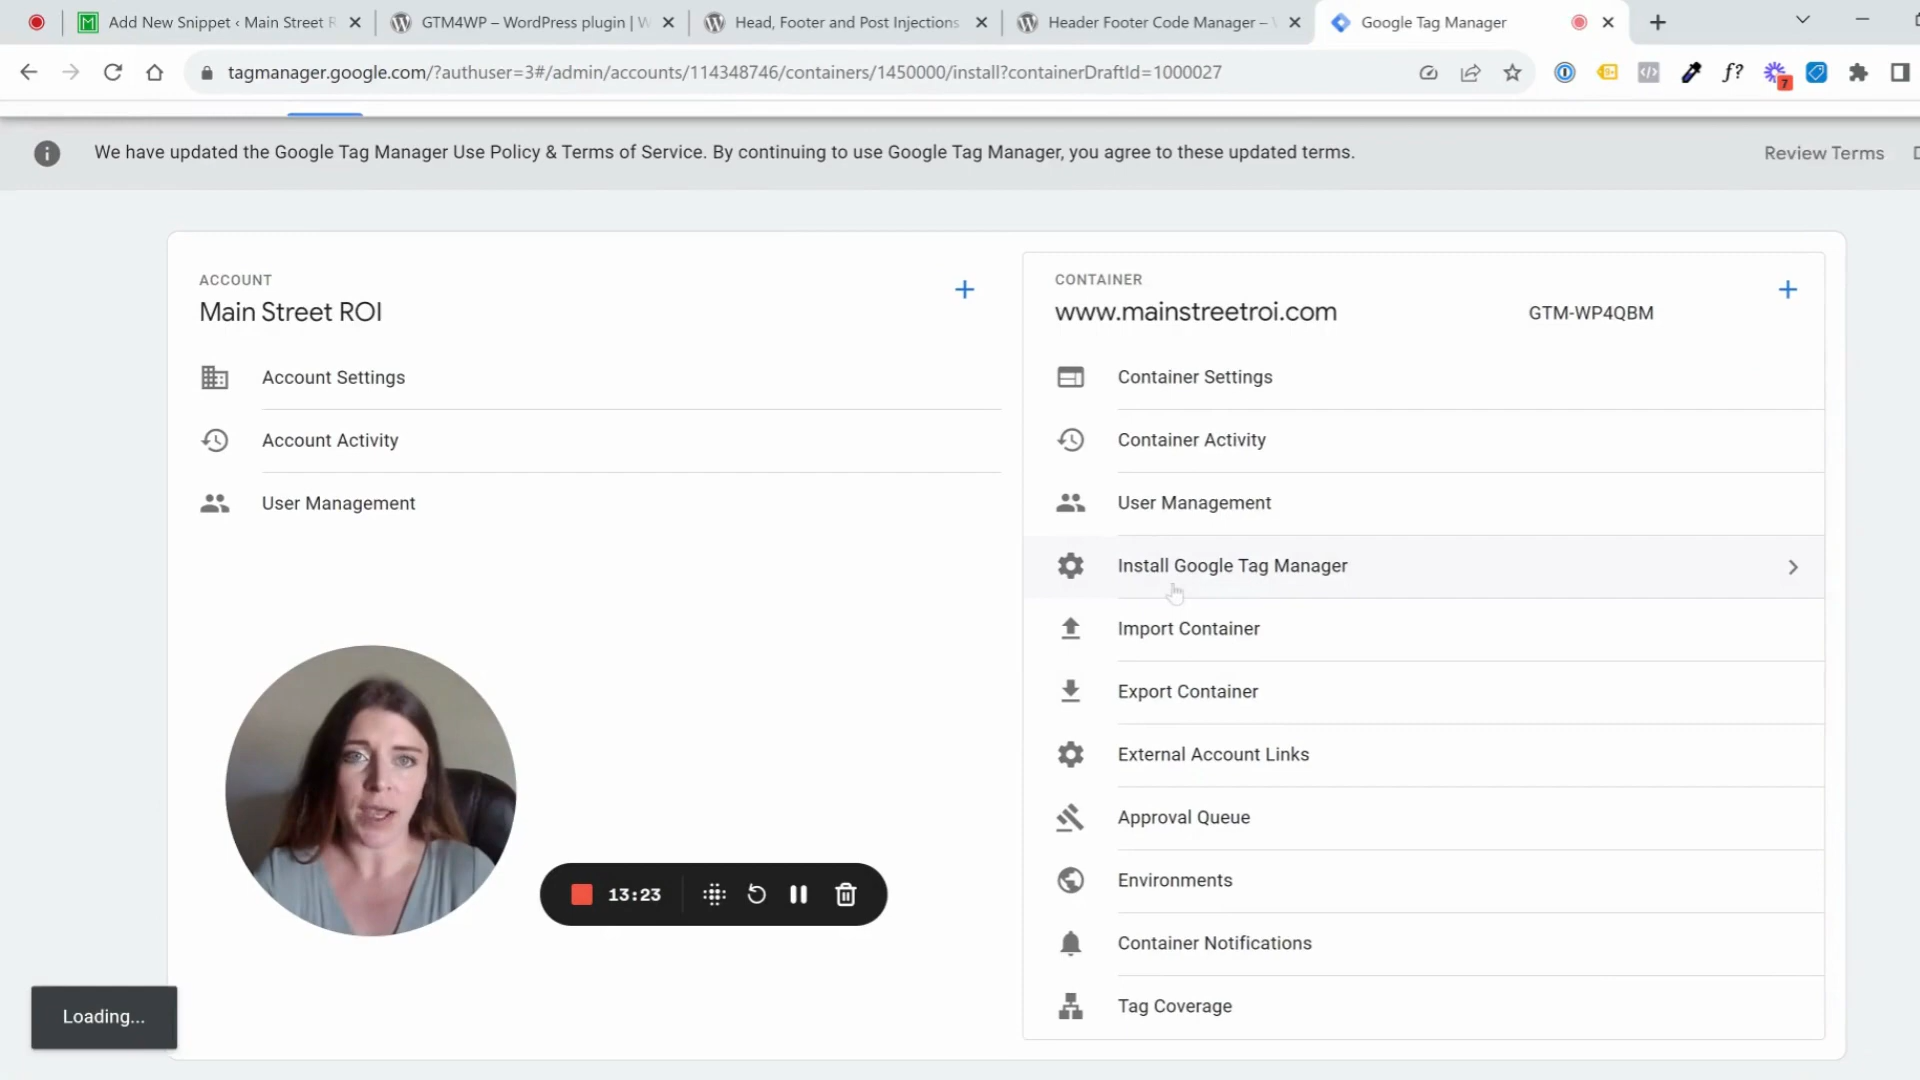 Add New Snippet ‹ Main Street R
GTM4WP – WordPress plugin | W
Head, Footer and Post Injections
Header Footer Code Manager –
Google Tag Manager
tagmanager.google.com/?authuser=3#/admin/accounts/114348746/containers/1450000/install?containerDraftId=1000027
f?
7
We have updated the Google Tag Manager Use Policy & Terms of Service. By continuing to use Google Tag Manager, you agree to these updated terms.
Review Terms
ACCOUNT
Main Street ROI
Account Settings
Account Activity
User Management
CONTAINER
www.mainstreetroi.com
GTM-WP4QBM
Container Settings
Container Activity
User Management
Install Google Tag Manager
Import Container
Export Container
External Account Links
Approval Queue
Environments
Container Notifications
Tag Coverage
13:23
Loading...